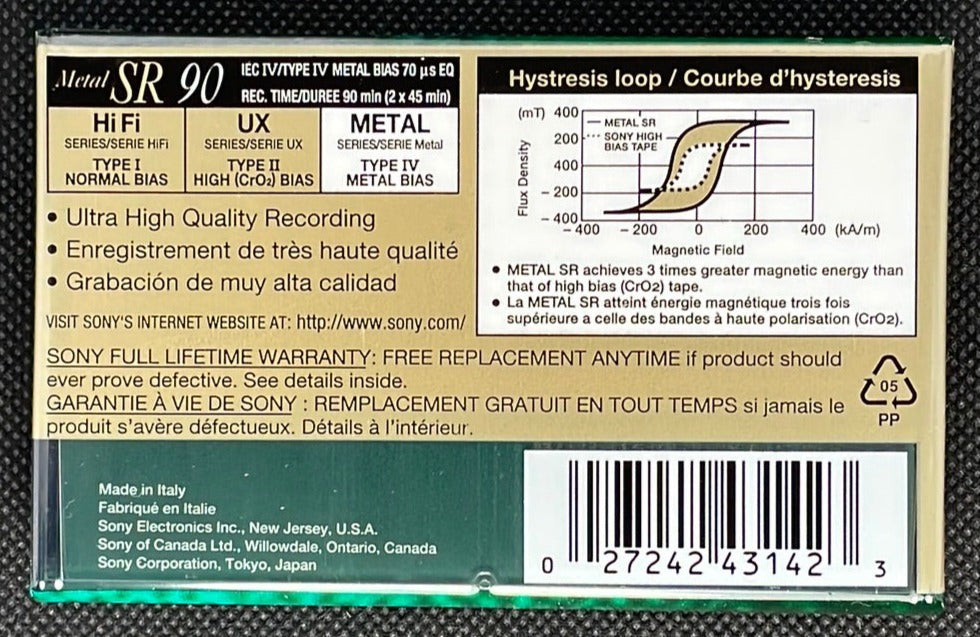 Metal SR 90
IEC IV/TYPE IV METAL BIAS 70 µs EQ
REC. TIME/DUREE 90 min (2 x 45 min)
HiFi
SERIES/SERIE HiFi
TYPE I
NORMAL BIAS
UX
SERIES/SERIE UX
TYPE II
HIGH (CrO2) BIAS
METAL
SERIES/SERIE Metal
TYPE IV
METAL BIAS
• Ultra High Quality Recording
• Enregistrement de très haute qualité
• Grabación de muy alta calidad
VISIT SONY'S INTERNET WEBSITE AT: http://www.sony.com/
Hystresis loop / Courbe d'hysteresis
(mT) 400
200
400
– 200
– 400
Flux Density
METAL SR
SONY HIGH
BIAS TAPE
– 400 – 200 0 200 400 (kA/m)
Magnetic Field
• METAL SR achieves 3 times greater magnetic energy than
that of high bias (CrO2) tape.
• La METAL SR atteint énergie magnétique trois fois
supérieure a celle des bandes à haute polarisation (CrO2).
SONY FULL LIFETIME WARRANTY: FREE REPLACEMENT ANYTIME if product should
ever prove defective. See details inside.
GARANTIE À VIE DE SONY : REMPLACEMENT GRATUIT EN TOUT TEMPS si jamais le
produit s'avère défectueux. Détails à l'intérieur.
05
PP
Made in Italy
Fabriqué en Italie
Sony Electronics Inc., New Jersey, U.S.A.
Sony of Canada Ltd., Willowdale, Ontario, Canada
Sony Corporation, Tokyo, Japan
0 27242 43142 3